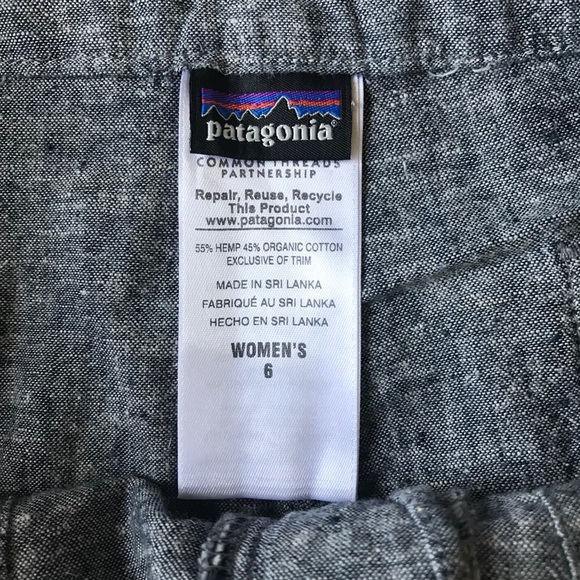 patagonia®
COMMON THREADS
PARTNERSHIP
Repair, Reuse, Recycle
This Product
www.patagonia.com
55% HEMP 45% ORGANIC COTTON
EXCLUSIVE OF TRIM
MADE IN SRI LANKA
FABRIQUÉ AU SRI LANKA
HECHO EN SRI LANKA
WOMEN'S
6